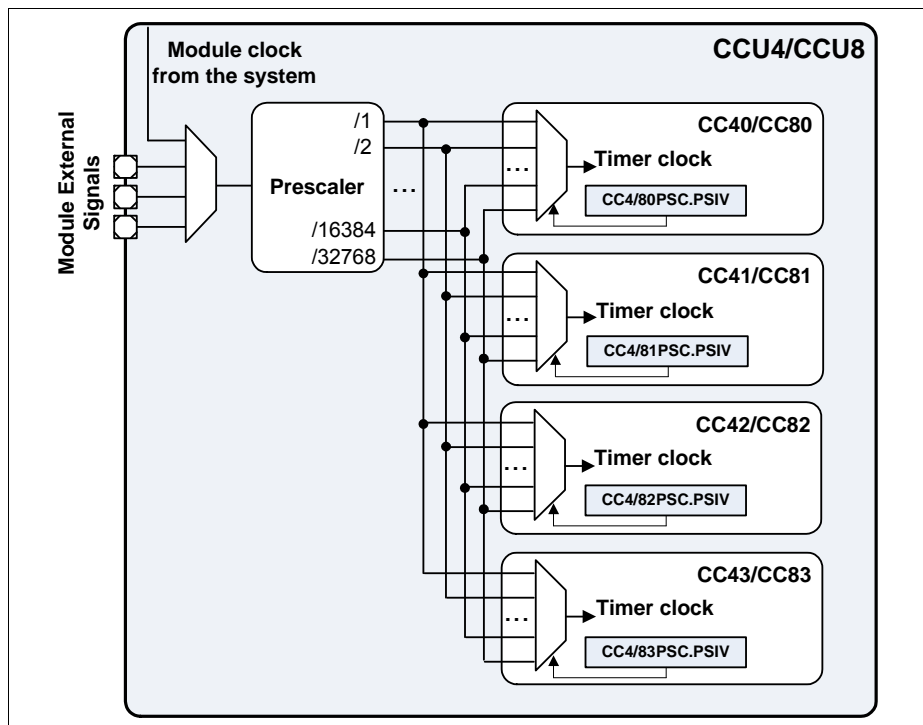 CCU4/CCU8
Module clock
from the system
Module External
Signals
Prescaler
/1
/2
...
/16384
/32768
CC40/CC80
...
Timer clock
CC4/80PSC.PSIV
CC41/CC81
...
Timer clock
CC4/81PSC.PSIV
CC42/CC82
...
Timer clock
CC4/82PSC.PSIV
CC43/CC83
...
Timer clock
CC4/83PSC.PSIV